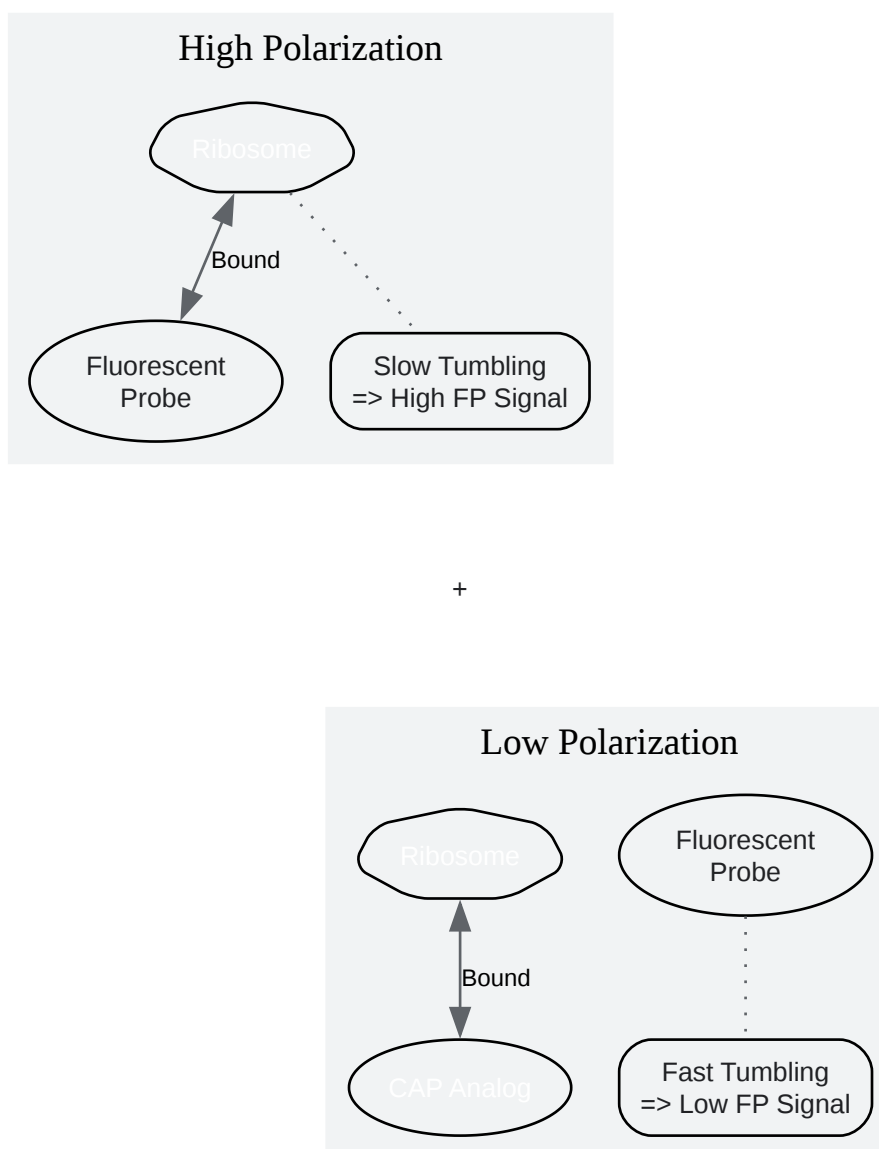 High Polarization
Ribosome
Bound
Fluorescent
Probe
Slow Tumbling
=> High FP Signal
+
Low Polarization
Ribosome
Fluorescent
Probe
Bound
CAP Analog
Fast Tumbling
=> Low FP Signal